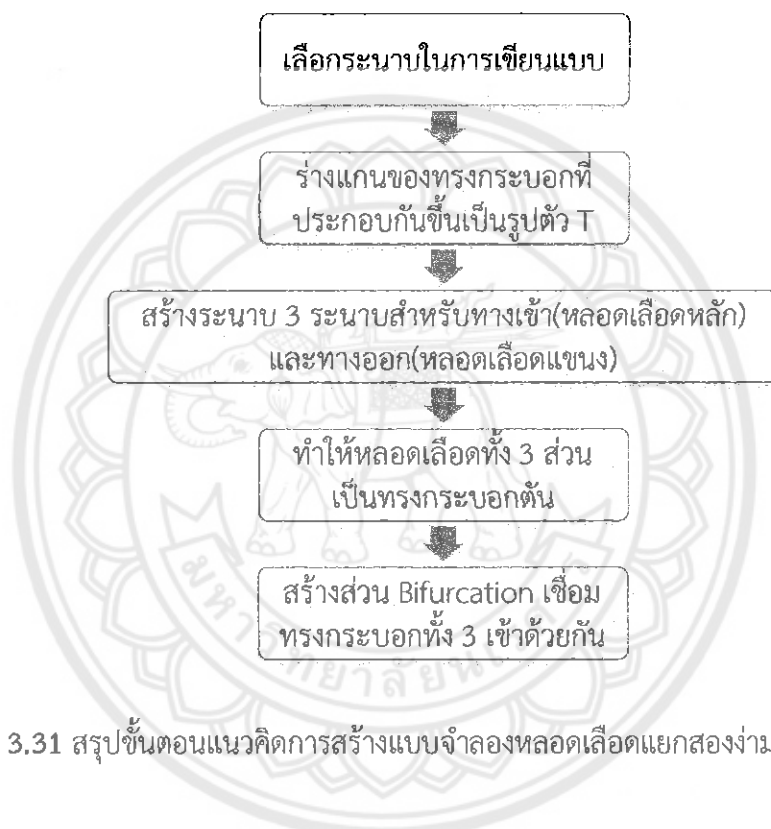 เลือกระนาบในการเขียนแบบ
ร่างแกนของทรงกระบอกที่
ประกอบกันขึ้นเป็นรูปตัว T
สร้างระนาบ 3 ระนาบสำหรับทางเข้า(หลอดเลือดหลัก)
และทางออก(หลอดเลือดแขนง)
ทำให้หลอดเลือดทั้ง 3 ส่วน
เป็นทรงกระบอกตัน
สร้างส่วน Bifurcation เชื่อม
ทรงกระบอกทั้ง 3 เข้าด้วยกัน
3.31 สรุปขั้นตอนแนวคิดการสร้างแบบจำลองหลอดเลือดแยกสองง่าม